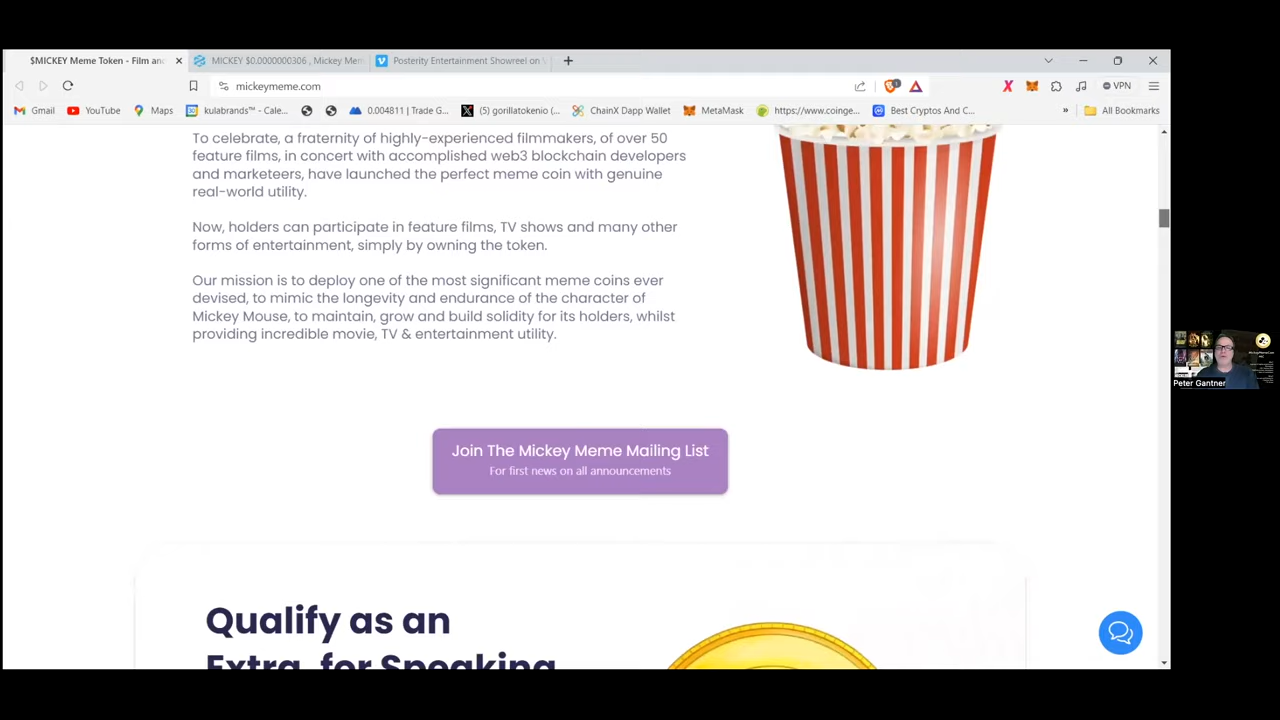 $MICKEY Meme Token - Film an
MICKEY $0.0000000306 , Mickey Mem
Posterity Entertainment Showreel on
mickeymeme.com
VPN
Gmail
YouTube
Maps
kulabrands™ - Cale...
0.004811 | Trade G...
(5) gorillatokenio (...
ChainX Dapp Wallet
MetaMask
https://www.coinge...
Best Cryptos And C...
»
All Bookmarks
To celebrate, a fraternity of highly-experienced filmmakers, of over 50
feature films, in concert with accomplished web3 blockchain developers
and marketeers, have launched the perfect meme coin with genuine
real-world utility.
Now, holders can participate in feature films, TV shows and many other
forms of entertainment, simply by owning the token.
Our mission is to deploy one of the most significant meme coins ever
devised, to mimic the longevity and endurance of the character of
Mickey Mouse, to maintain, grow and build solidity for its holders, whilst
providing incredible movie, TV & entertainment utility.
Peter Gantner
Join The Mickey Meme Mailing List
For first news on all announcements
Qualify as an
Extra, for Speaking